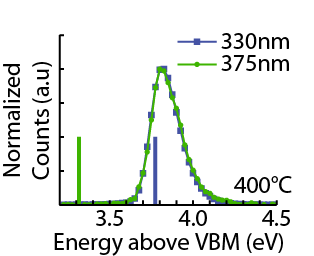 330nm
375nm
Normalized
Counts (a.u)
400°C
3.5 4.0 4.5
Energy above VBM (eV)